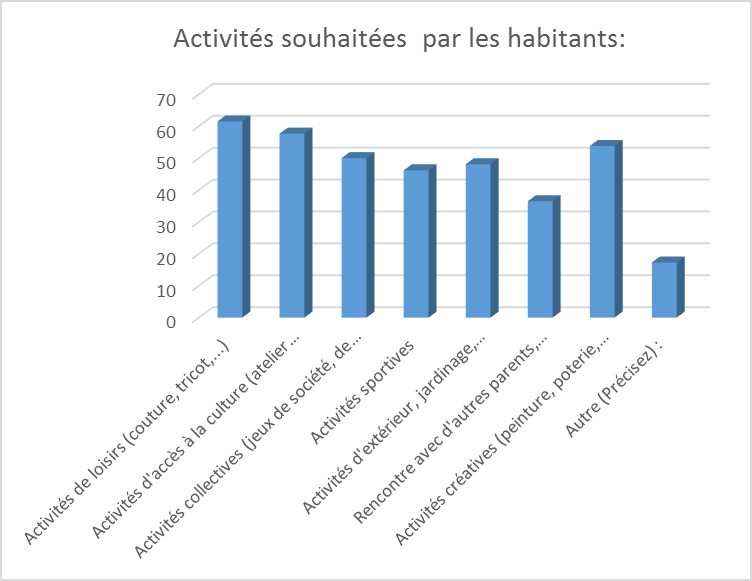 Activités souhaitées  par les habitants:
70
60
50
40
30
20
10
0
Activités de loisirs (couture, tricot,...)
Activités d'accès à la culture (atelier...
Activités collectives (jeux de société, de...
Activités sportives
Activités d'extérieur, jardinage,...
Rencontre avec d'autres parents,...
Activités créatives (peinture, poterie,...
Autre (Précisez) :